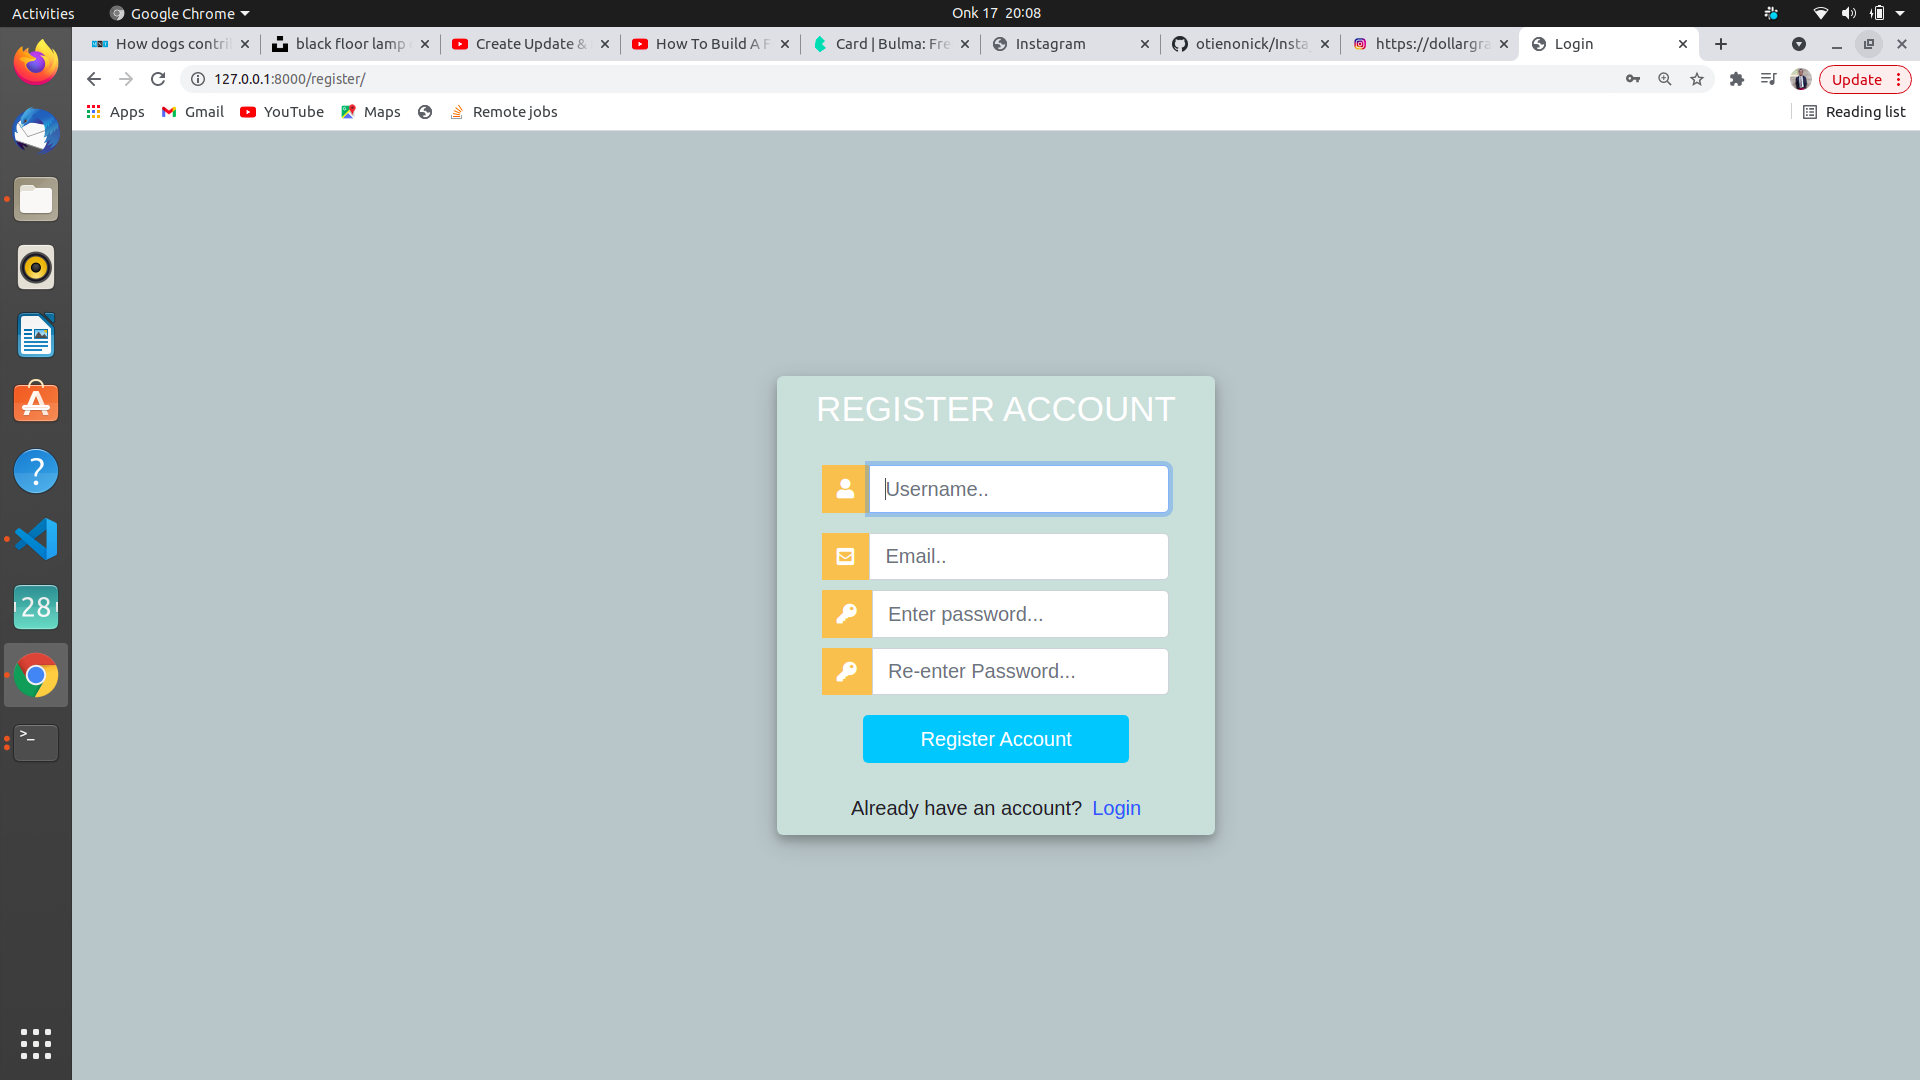 Activities
Google Chrome
Onk 17 20:08
How dogs contri
black floor lamp
Create Update &
How To Build A F
Card | Bulma: Fre
Instagram
otienonick/Insta
https://dollargra
Login
127.0.0.1:8000/register/
Update
Apps
Gmail
YouTube
Maps
Remote jobs
Reading list
28
>_
REGISTER ACCOUNT
Username..
Email..
Enter password...
Re-enter Password...
Register Account
Already have an account? Login